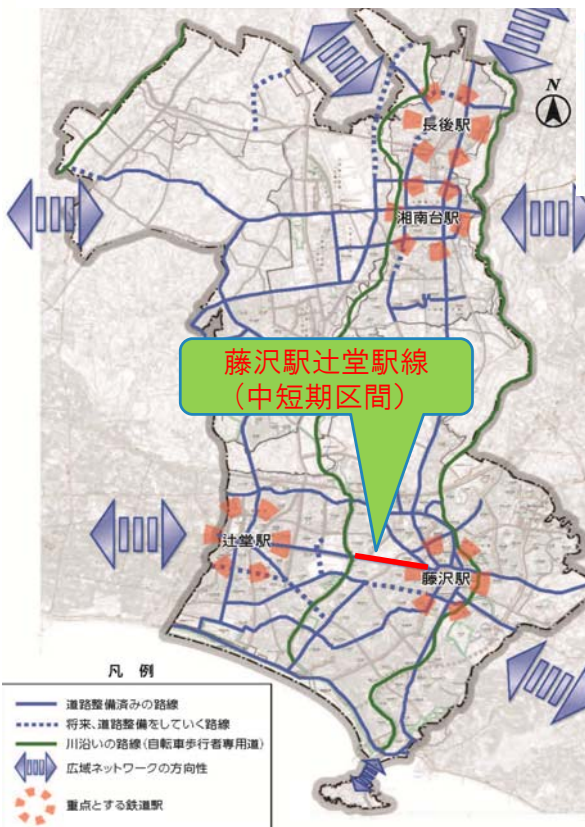 N
長後駅
湘南台駅
藤沢駅辻堂駅線
（中短期区間）
辻堂駅
藤沢駅
凡 例
道路整備済みの路線
将来、道路整備をしていく路線
川沿いの路線(自転車歩行者専用道)
広域ネットワークの方向性
重点とする鉄道駅